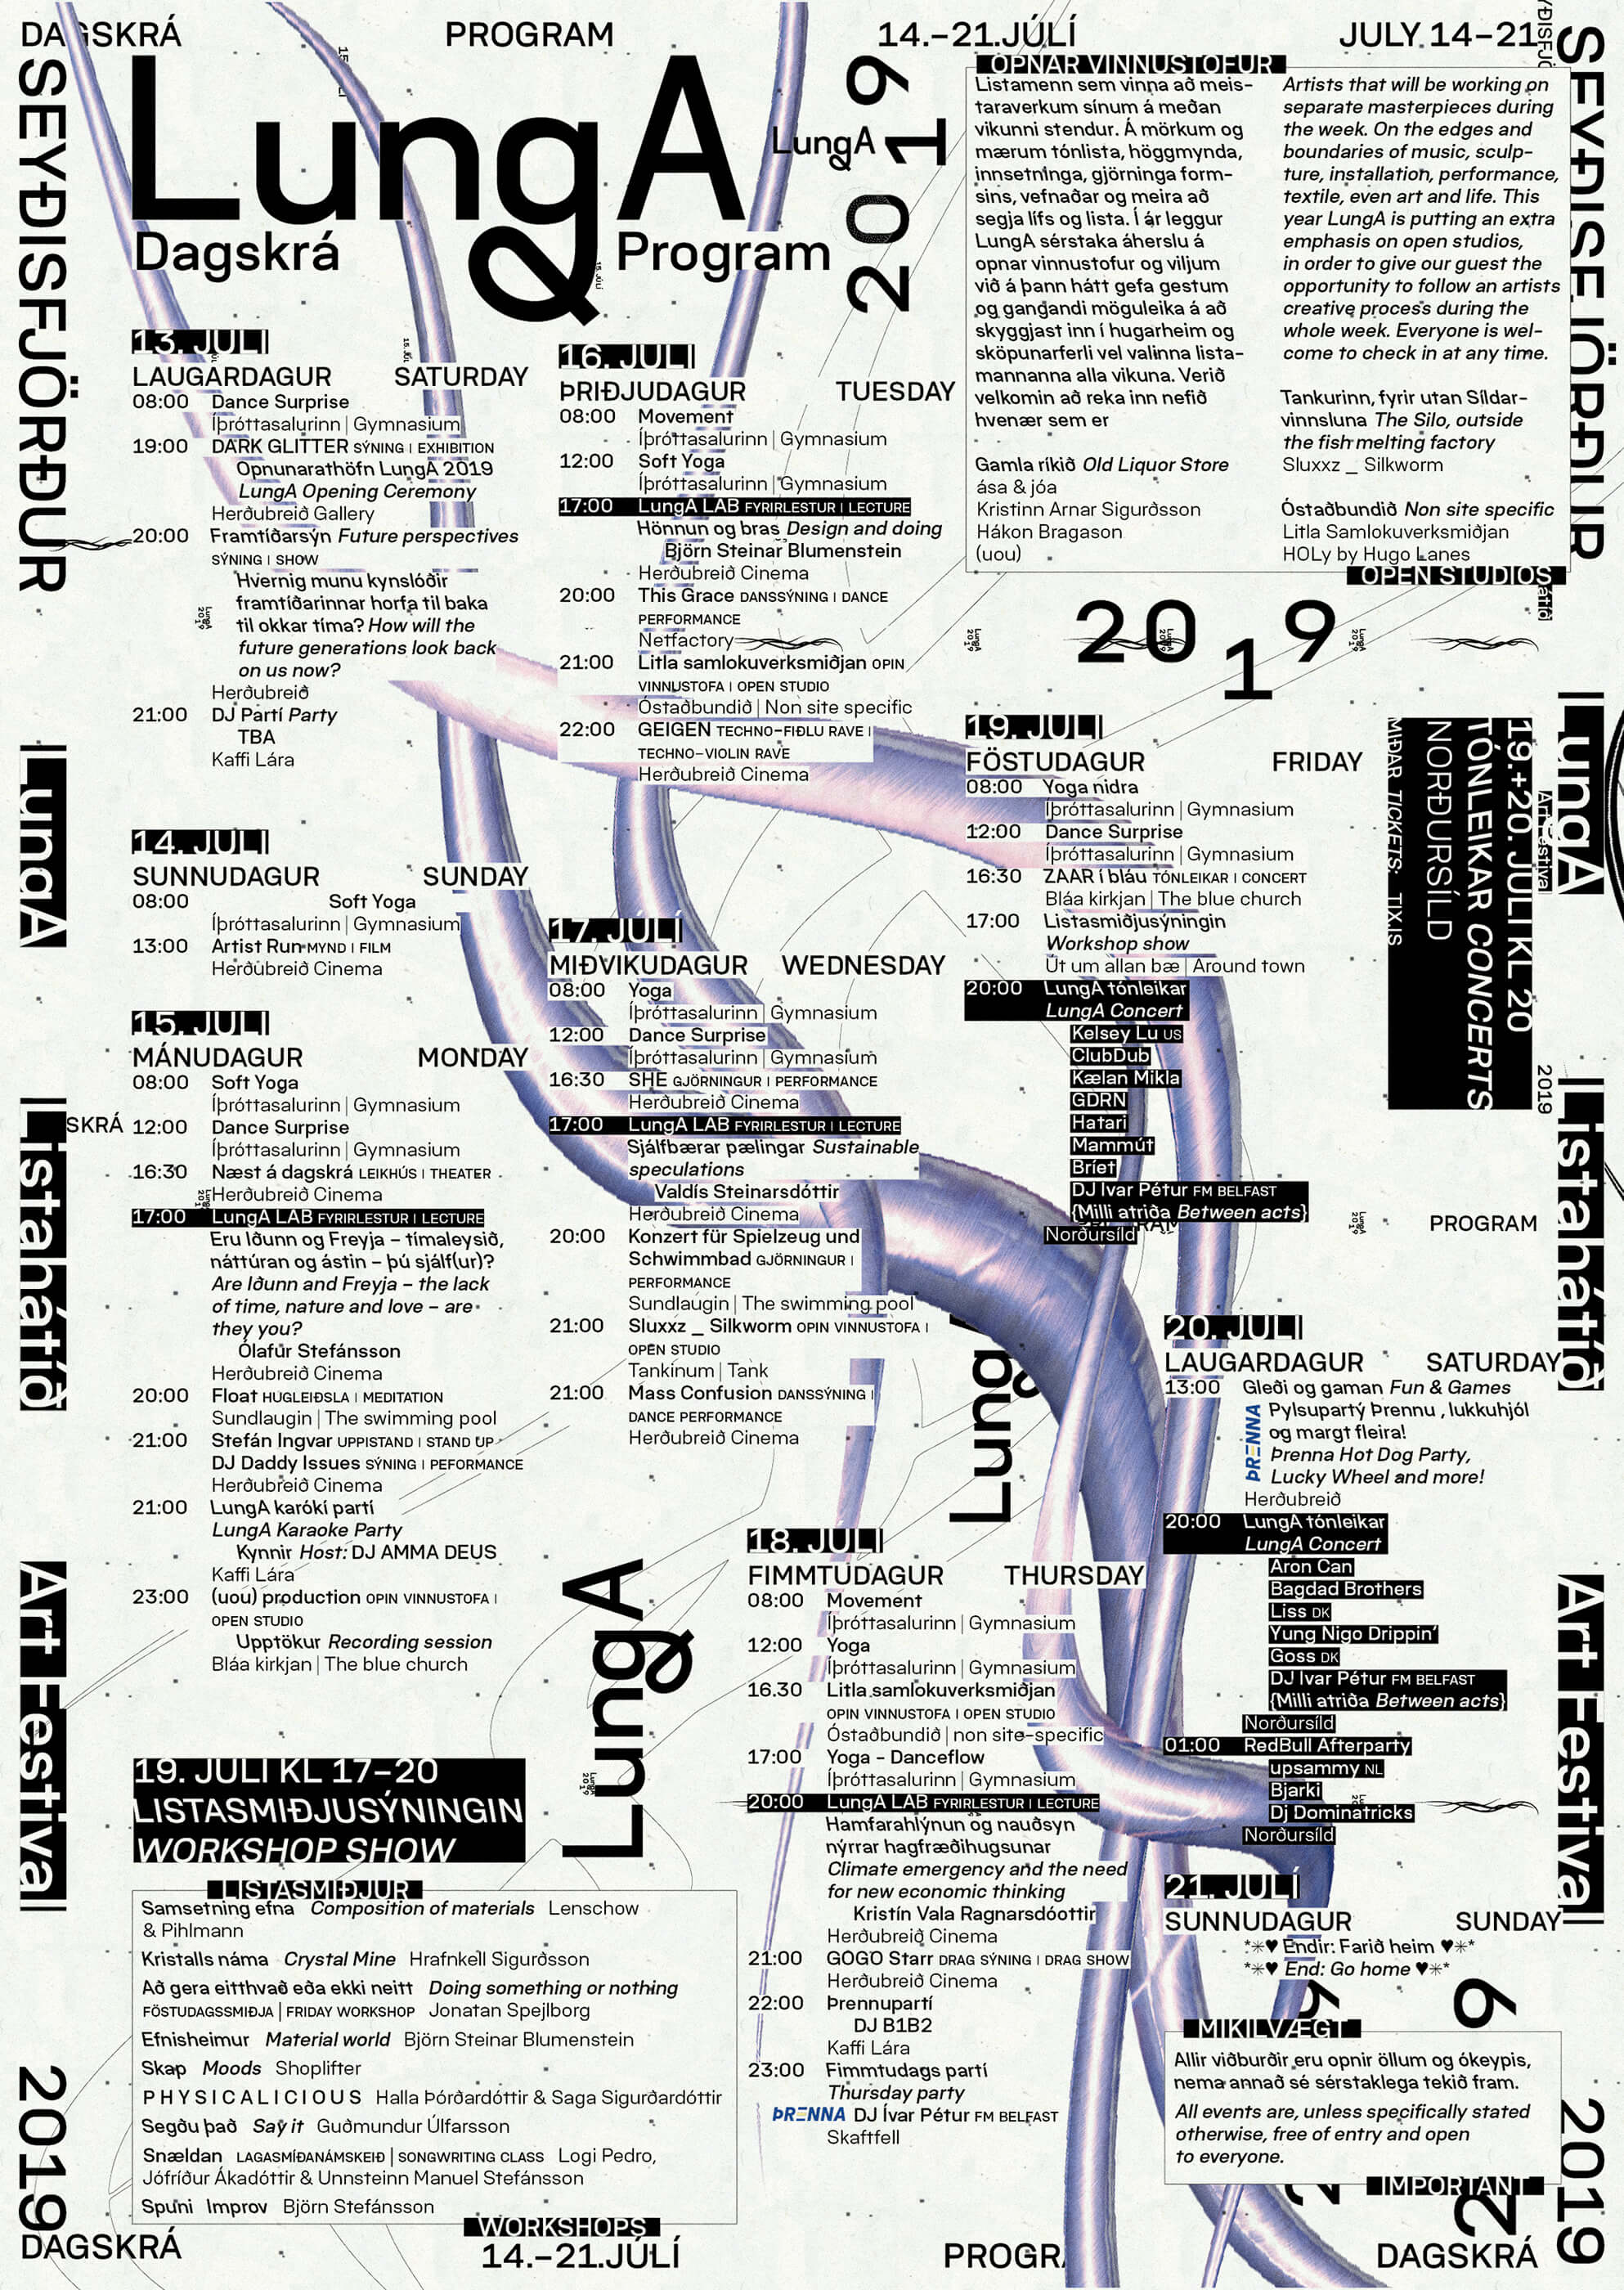 DAGSKRÁ
PROGRAM
14.–21.JÚLÍ
JULY 14–21
SEYÐISFJÖRÐUR
LungA
Dagskrá
Program
LungA
2019
OPNAR VINNUSTOFUR
Listamenn sem vinna að meis-
taraverkum sínum á meðan
vikunni stendur. Á mörkum og
mærum tónlista, höggmynda,
innsetninga, gjörninga form-
sins, vefnaðar og meira að
segja lífs og lista. Í ár leggur
LungA sérstaka áherslu á
opnar vinnustofur og viljum
við á þann hátt gefa gestum
og gangandi möguleika á að
skyggjast inn í hugarheim og
sköpunarferli vel valinna lista-
mannanna alla vikuna. Verið
velkomin að reka inn nefið
hvenær sem er
Gamla ríkið Old Liquor Store
ása & jóa
Kristinn Arnar Sigurðsson
Hákon Bragason
(uou)
Artists that will be working on
separate masterpieces during
the week. On the edges and
boundaries of music, sculp-
ture, installation, performance,
textile, even art and life. This
year LungA is putting an extra
emphasis on open studios,
in order to give our guest the
opportunity to follow an artists
creative process during the
whole week. Everyone is wel-
come to check in at any time.
Tankurinn, fyrir utan Síldar-
vinnsluna The Silo, outside
the fish melting factory
Sluxxz _ Silkworm
Óstaðbundið Non site specific
Litla Samlokuverksmiðjan
HOLy by Hugo Lanes
OPEN STUDIOS
SEYÐISFJÖRÐUR
13. JÚLÍ
LAUGARDAGUR SATURDAY
08:00 Dance Surprise
Íþróttasalurinn | Gymnasium
19:00 DARK GLITTER SÝNING | EXHIBITION
Opnunarathöfn LungA 2019
LungA Opening Ceremony
Herðubreið Gallery
20:00 Framtíðarsýn Future perspectives
SÝNING | SHOW
Hvernig munu kynslóðir
framtíðarinnar horfa til baka
til okkar tíma? How will the
future generations look back
on us now?
Herðubreið
21:00 DJ Partí Party
TBA
Kaffi Lára
14. JÚLÍ
SUNNUDAGUR SUNDAY
08:00 Soft Yoga
Íþróttasalurinn | Gymnasium
13:00 Artist Run MYND | FILM
Herðubreið Cinema
15. JÚLÍ
MÁNUDAGUR MONDAY
08:00 Soft Yoga
Íþróttasalurinn | Gymnasium
SKRÁ
12:00 Dance Surprise
Íþróttasalurinn | Gymnasium
16:30 Næst á dagskrá LEIKHÚS | THEATER
Herðubreið Cinema
17:00 LungA LAB FYRIRLESTUR | LECTURE
Eru Iðunn og Freyja – tímaleysið,
náttúran og ástin – þú sjálf(ur)?
Are Iðunn and Freyja – the lack
of time, nature and love – are
they you?
Ólafur Stefánsson
Herðubreið Cinema
20:00 Float HUGLEIÐSLA | MEDITATION
Sundlaugin | The swimming pool
21:00 Stefán Ingvar UPPISTAND | STAND UP
DJ Daddy Issues SÝNING | PEFORMANCE
Herðubreið Cinema
21:00 LungA karókí partí
LungA Karaoke Party
Kynnir Host: DJ AMMA DEUS
Kaffi Lára
23:00 (uou) production OPIN VINNUSTOFA |
OPEN STUDIO
Upptökur Recording session
Bláa kirkjan | The blue church
16. JÚLÍ
ÞRIÐJUDAGUR TUESDAY
08:00 Movement
Íþróttasalurinn | Gymnasium
12:00 Soft Yoga
Íþróttasalurinn | Gymnasium
17:00 LungA LAB FYRIRLESTUR | LECTURE
Hönnun og bras Design and doing
Björn Steinar Blumenstein
Herðubreið Cinema
20:00 This Grace DANSSÝNING | DANCE
PERFORMANCE
Netfactory
21:00 Litla samlokuverksmiðjan OPIN
VINNUSTOFA | OPEN STUDIO
Óstaðbundið | Non site specific
22:00 GEIGEN TECHNO–FIÐLU RAVE |
TECHNO–VIOLIN RAVE
Herðubreið Cinema
17. JÚLÍ
MIÐVIKUDAGUR WEDNESDAY
08:00 Yoga
Íþróttasalurinn | Gymnasium
12:00 Dance Surprise
Íþróttasalurinn | Gymnasium
16:30 SHE GJÖRNINGUR | PERFORMANCE
Herðubreið Cinema
17:00 LungA LAB FYRIRLESTUR | LECTURE
Sjálfbærar pælingar Sustainable
speculations
Valdís Steinarsdóttir
Herðubreið Cinema
20:00 Konzert für Spielzeug und
Schwimmbad GJÖRNINGUR |
PERFORMANCE
Sundlaugin | The swimming pool
21:00 Sluxxz _ Silkworm OPIN VINNUSTOFA |
OPEN STUDIO
Tankinum | Tank
21:00 Mass Confusion DANSSÝNING |
DANCE PERFORMANCE
Herðubreið Cinema
18. JÚLÍ
FIMMTUDAGUR THURSDAY
08:00 Movement
Íþróttasalurinn | Gymnasium
12:00 Yoga
Íþróttasalurinn | Gymnasium
16.30 Litla samlokuverksmiðjan
OPIN VINNUSTOFA | OPEN STUDIO
Óstaðbundið | non site–specific
17:00 Yoga – Danceflow
Íþróttasalurinn | Gymnasium
20:00 LungA LAB FYRIRLESTUR | LECTURE
Hamfarahlýnun og nauðsyn
nýrrar hagfræðihugsunar
Climate emergency and the need
for new economic thinking
Kristín Vala Ragnarsdóottir
Herðubreið Cinema
21:00 GÓGÓ Starr DRAG SÝNING | DRAG SHOW
Herðubreið Cinema
22:00 Þrennupartí
DJ B1B2
Kaffi Lára
23:00 Fimmtudags partí
Thursday party
ÞRENNA DJ Ívar Pétur FM BELFAST
Skaftfell
2019
19. JÚLÍ
FÖSTUDAGUR FRIDAY
08:00 Yoga nidra
Íþróttasalurinn | Gymnasium
12:00 Dance Surprise
Íþróttasalurinn | Gymnasium
16:30 ZAAR í bláu TÓNLEIKAR | CONCERT
Bláa kirkjan | The blue church
17:00 Listasmiðjusýningin
Workshop show
Út um allan bæ | Around town
20:00 LungA tónleikar
LungA Concert
Kelsey Lu US
ClubDub
Kælan Mikla
GDRN
Hatari
Mammút
Bríet
DJ Ivar Pétur FM BELFAST
{Milli atriða Between acts}
Norðursíld
19.+20. JÚLÍ KL 20
TÓNLEIKAR CONCERTS
NORÐURSÍLD
MIÐAR TICKETS: TIXIS
2019
PROGRAM
20. JÚLÍ
LAUGARDAGUR SATURDAY
13:00 Gleði og gaman Fun & Games
ÞRENNA
Pylsupartý Þrennu , lukkuhjól
og margt fleira!
Þrenna Hot Dog Party,
Lucky Wheel and more!
Herðubreið
20:00 LungA tónleikar
LungA Concert
Aron Can
Bagdad Brothers
Liss DK
Yung Nigo Drippin'
Goss DK
DJ Ivar Pétur FM BELFAST
{Milli atriða Between acts}
Norðursíld
01:00 RedBull Afterparty
upsammy NL
Bjarki
Dj Dominatricks
Norðursíld
21. JÚLÍ
SUNNUDAGUR SUNDAY
*✳♥ Endir: Farið heim ♥✳*
*✳♥ End: Go home ♥✳*
MIKILVÆGT
Allir viðburðir eru opnir öllum og ókeypis,
nema annað sé sérstaklega tekið fram.
All events are, unless specifically stated
otherwise, free of entry and open
to everyone.
IMPORTANT
19. JÚLÍ KL 17–20
LISTASMIÐJUSÝNINGIN
WORKSHOP SHOW
LISTASMIÐJUR
Samsetning efna Composition of materials Lenschow
& Pihlmann
Kristalls náma Crystal Mine Hrafnkell Sigurðsson
Að gera eitthvað eða ekki neitt Doing something or nothing
FÖSTUDAGSSMIÐJA | FRIDAY WORKSHOP Jonatan Spejlborg
Efnisheimur Material world Björn Steinar Blumenstein
Skap Moods Shoplifter
PHYSICALICIOUS Halla Þórðardóttir & Saga Sigurðardóttir
Segðu það Say it Guðmundur Úlfarsson
Snældan LAGASMÍÐANÁMSKEIÐ | SONGWRITING CLASS Logi Pedro,
Jófríður Ákadóttir & Unnsteinn Manuel Stefánsson
Spuni Improv Björn Stefánsson
WORKSHOPS
LungA
Lung
LungA
Listahátíð
Art Festival
2019
LungA
Listahátíð
Art Festival
2019
DAGSKRÁ
14.–21.JÚLÍ
PROGRA
DAGSKRÁ